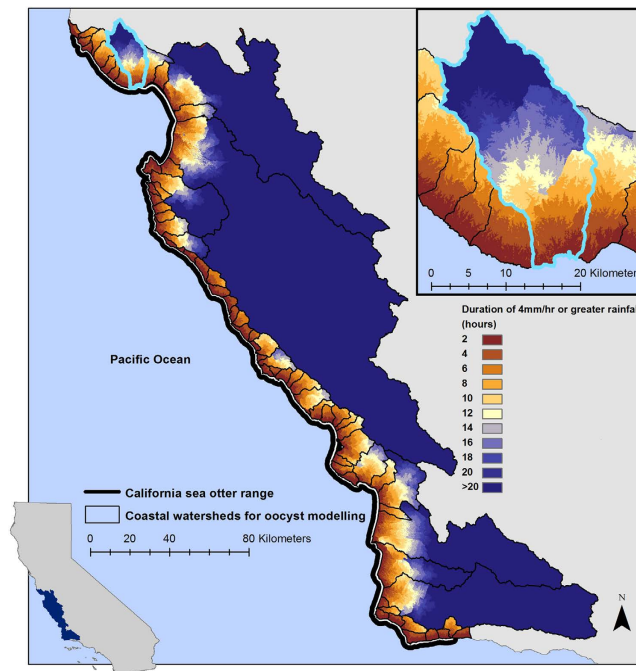 0 5 10 20 Kilometer
Duration of 4mm/hr or greater rainfal
(hours)
2
4
6
8
10
12
14
16
18
20
>20
Pacific Ocean
California sea otter range
Coastal watersheds for oocyst modelling
0 20 40 80 Kilometers
N